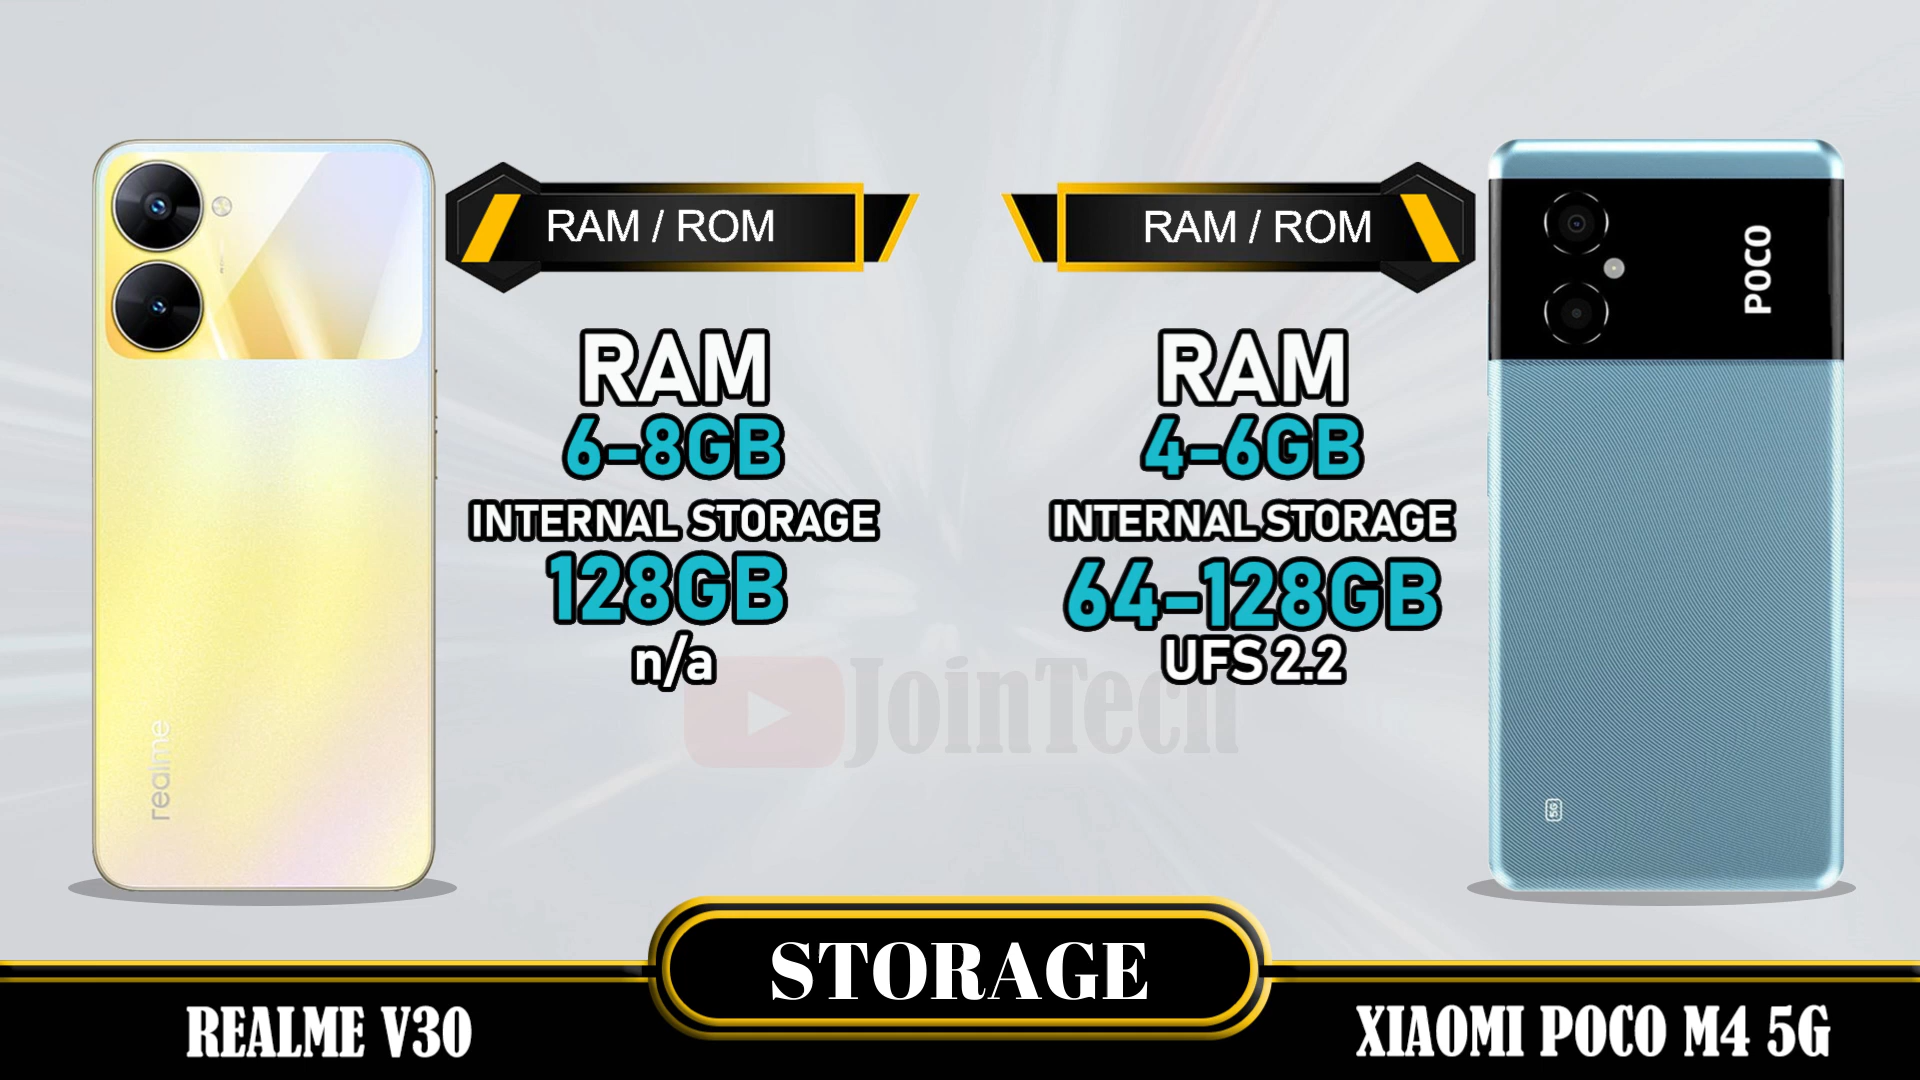 RAM / ROM
RAM
6-8GB
INTERNAL STORAGE
128GB
n/a
realme
RAM / ROM
RAM
4-6GB
INTERNAL STORAGE
64-128GB
UFS 2.2
POCO
5G
JoinTech
STORAGE
REALME V30
XIAOMI POCO M4 5G